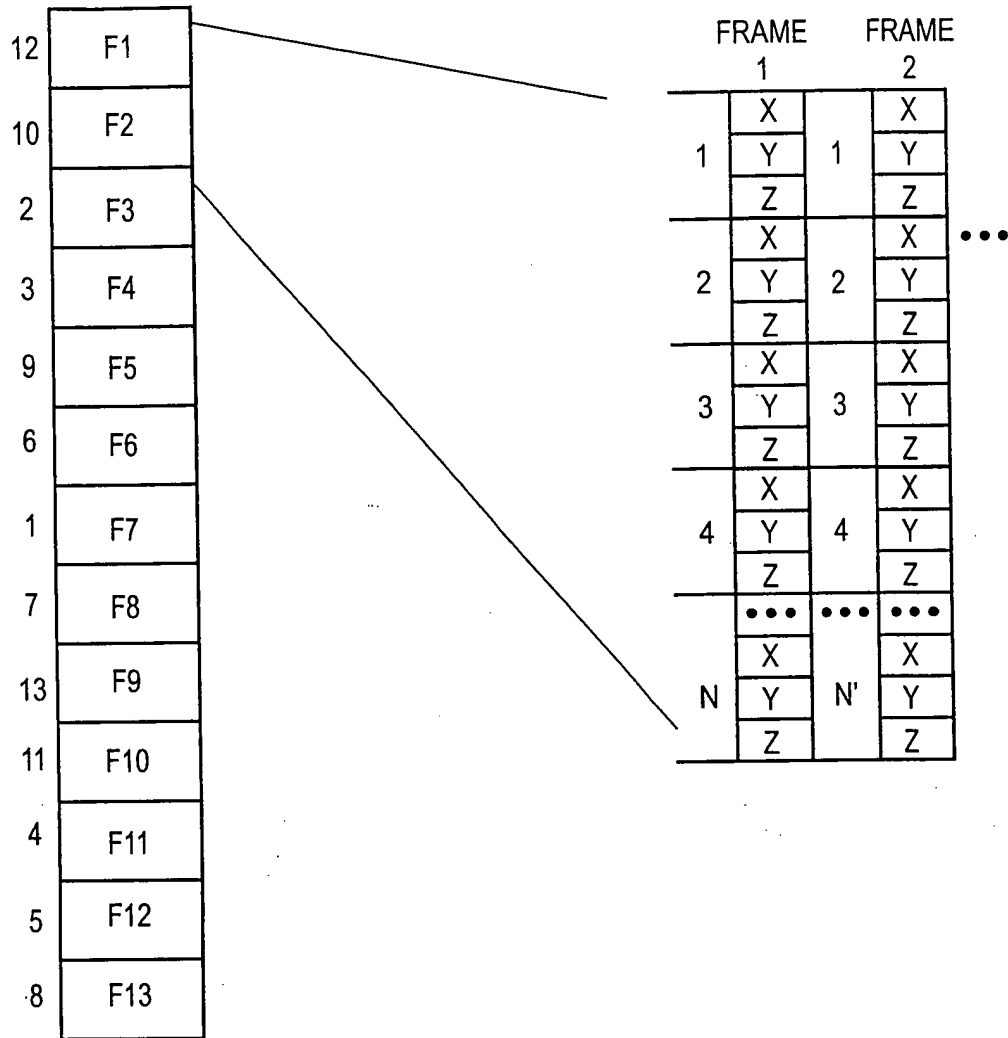 12 F1
10 F2
2 F3
3 F4
9 F5
6 F6
1 F7
7 F8
13 F9
11 F10
4 F11
5 F12
8 F13
FRAME FRAME
1 2
X X
1 Y 1 Y
Z Z
X X
•••
2 Y 2 Y
Z Z
X X
3 Y 3 Y
Z Z
X X
4 Y 4 Y
Z Z
••• ••• •••
X X
N Y N' Y
Z Z